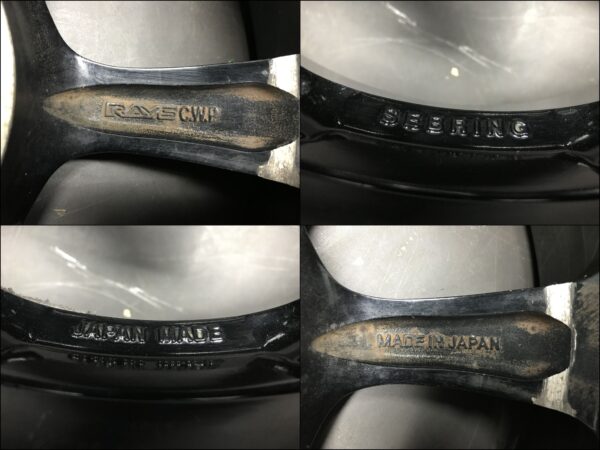 RAYS C.W.P.
SEBRING
JAPAN MADE
MADE IN JAPAN